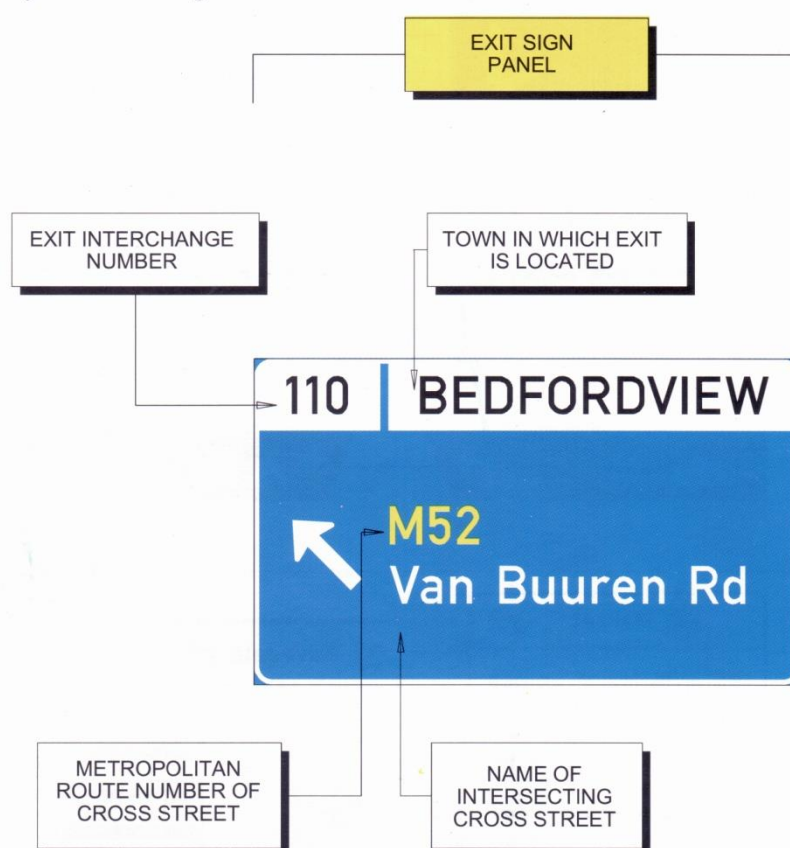 EXIT SIGN
PANEL
EXIT INTERCHANGE
NUMBER
TOWN IN WHICH EXIT
IS LOCATED
110
BEDFORDVIEW
M52
Van Buuren Rd
METROPOLITAN
ROUTE NUMBER OF
CROSS STREET
NAME OF
INTERSECTING
CROSS STREET